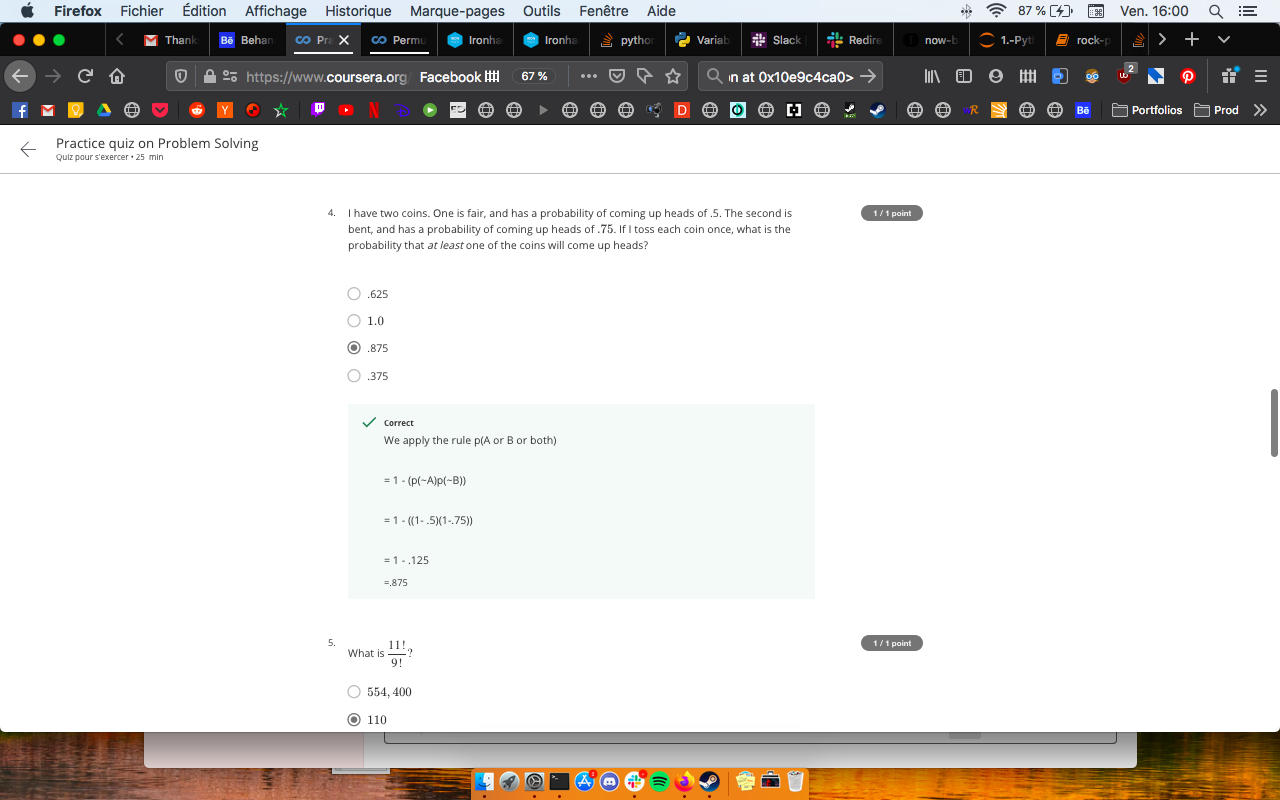 Firefox Fichier Édition Affichage Historique Marque-pages Outils Fenêtre Aide 87 % Ven. 16:00
Thank Behan Pra Permu Ironha Ironha python Variab Slack Redire now-b 1.-Pyt rock-p
https://www.coursera.org Facebook 67 % n at 0x10e9c4ca0> 2
Portfolios Prod
Practice quiz on Problem Solving
Quiz pour s'exercer • 25 min
4. I have two coins. One is fair, and has a probability of coming up heads of .5. The second is 1 / 1 point
bent, and has a probability of coming up heads of .75. If I toss each coin once, what is the
probability that at least one of the coins will come up heads?
.625
1.0
.875
.375
Correct
We apply the rule p(A or B or both)
= 1 - (p(~A)p(~B))
= 1 - ((1- .5)(1-.75))
= 1 - .125
=.875
5. What is 11!/9!? 1 / 1 point
554, 400
110